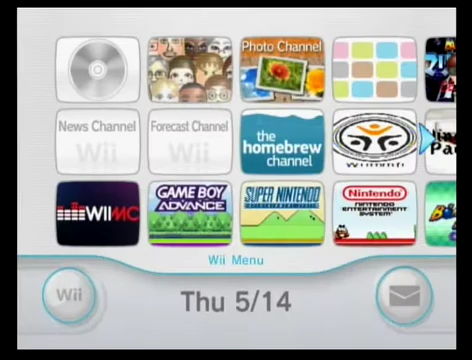 Photo Channel
News Channel
Wii
Forecast Channel
Wii
the
homebrew
channel
WIIMC
GAME BOY
ADVANCE
SUPER NINTENDO
Nintendo
NINTENDO
ENTERTAINMENT
SYSTEM
Wii Menu
Wii
Thu 5/14